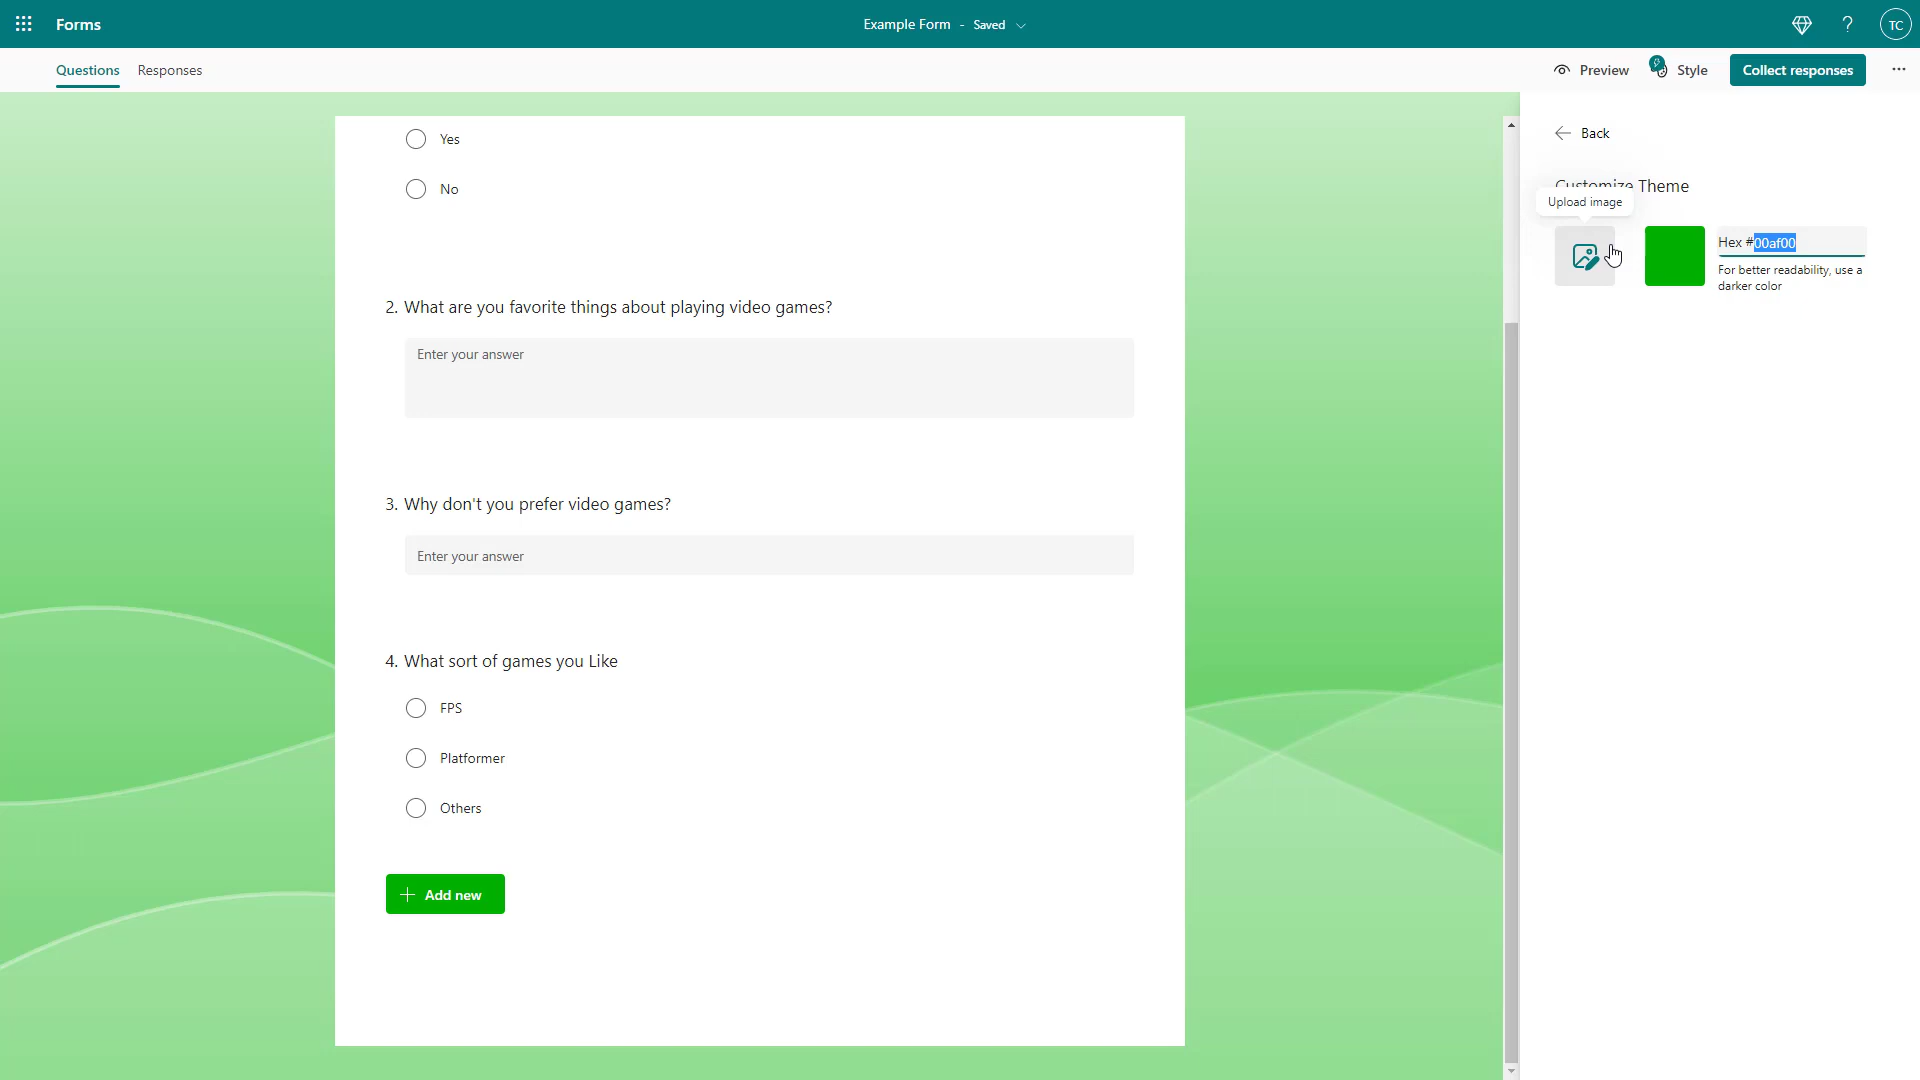 Forms
Example Form - Saved
?
TC
Questions
Responses
Preview
Style
Collect responses
Back
Customize Theme
Upload image
Hex #00af00
For better readability, use a
darker color
Yes
No
2. What are you favorite things about playing video games?
Enter your answer
3. Why don't you prefer video games?
Enter your answer
4. What sort of games you Like
FPS
Platformer
Others
Add new